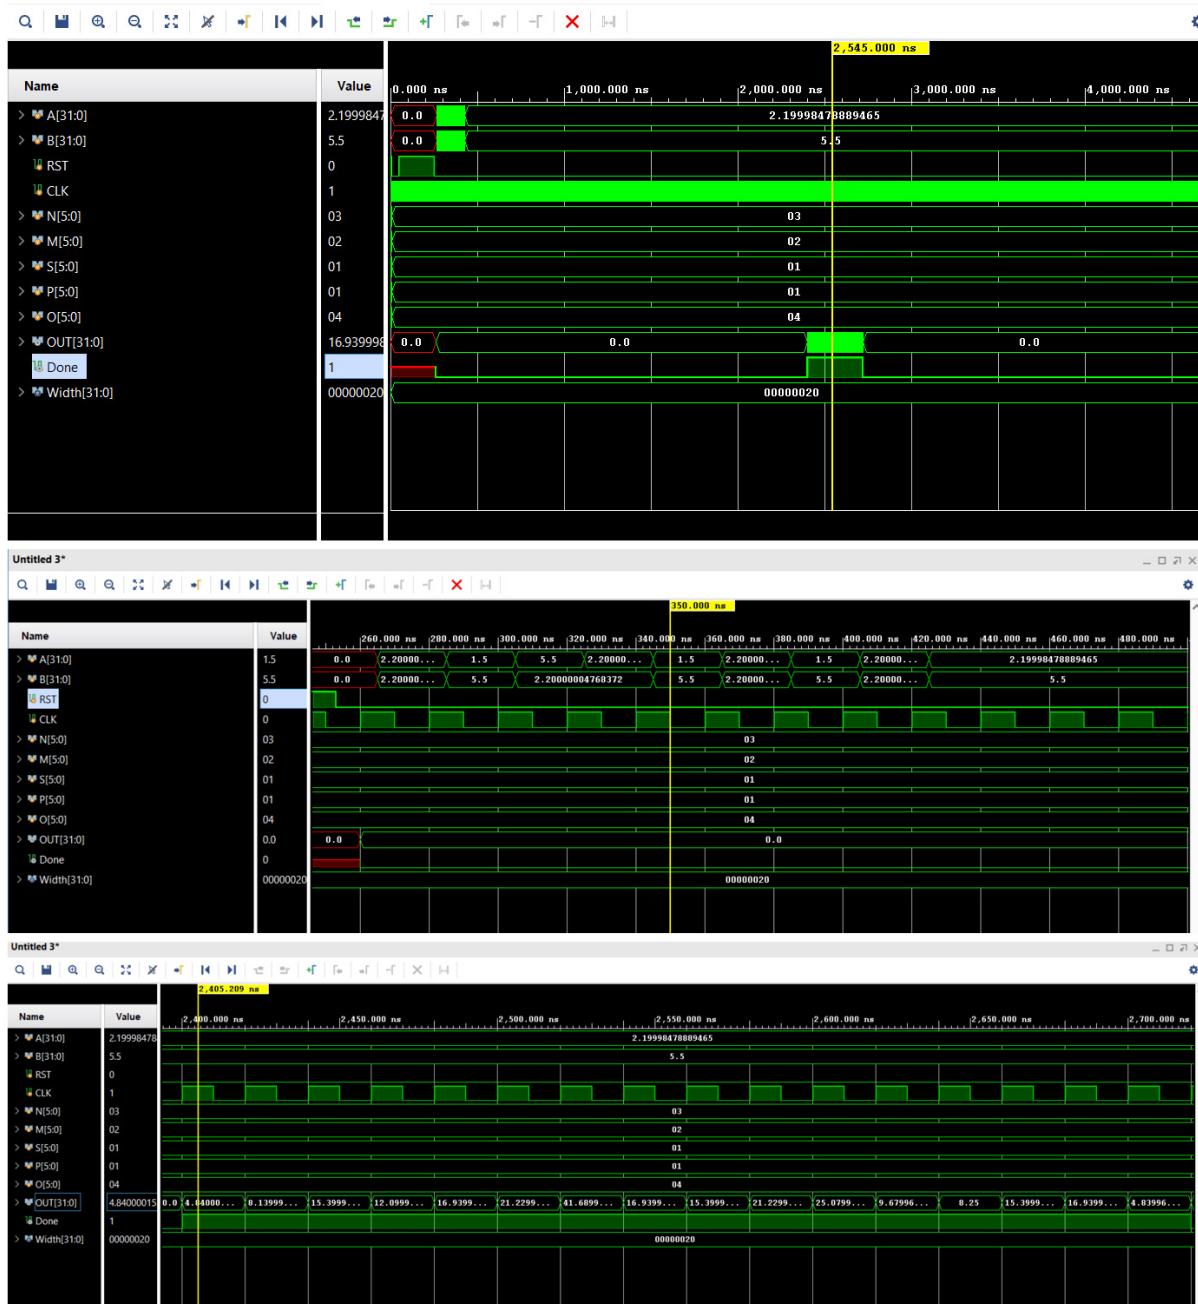 2,545.000 ns
Name Value 0.000 ns 1,000.000 ns 2,000.000 ns 3,000.000 ns 4,000.000 ns
A[31:0] 2.1999847 0.0 2.19998478889465
B[31:0] 5.5 0.0 5.5
RST 0
CLK 1
N[5:0] 03 03
M[5:0] 02 02
S[5:0] 01 01
P[5:0] 01 01
O[5:0] 04 04
OUT[31:0] 16.939998 0.0 0.0 0.0
Done 1
Width[31:0] 00000020 00000020
Untitled 3*
350.000 ns
Name Value 260.000 ns 280.000 ns 300.000 ns 320.000 ns 340.000 ns 360.000 ns 380.000 ns 400.000 ns 420.000 ns 440.000 ns 460.000 ns 480.000 ns
A[31:0] 1.5 0.0 2.20000... 1.5 5.5 2.20000... 1.5 2.20000... 1.5 2.20000... 2.19998478889465
B[31:0] 5.5 0.0 2.20000... 5.5 2.20000004768372 5.5 2.20000... 5.5 2.20000... 5.5
RST 0
CLK 0
N[5:0] 03 03
M[5:0] 02 02
S[5:0] 01 01
P[5:0] 01 01
O[5:0] 04 04
OUT[31:0] 0.0 0.0 0.0
Done 0
Width[31:0] 00000020 00000020
Untitled 3*
2,405.209 ns
Name Value 2,400.000 ns 2,450.000 ns 2,500.000 ns 2,550.000 ns 2,600.000 ns 2,650.000 ns 2,700.000 ns
A[31:0] 2.19998478 2.19998478889465
B[31:0] 5.5 5.5
RST 0
CLK 1
N[5:0] 03 03
M[5:0] 02 02
S[5:0] 01 01
P[5:0] 01 01
O[5:0] 04 04
OUT[31:0] 4.84000015 0.0 4.84000... 8.13999... 15.3999... 12.0999... 16.9399... 21.2299... 41.6899... 16.9399... 15.3999... 21.2299... 25.0799... 9.67996... 8.25 15.3999... 16.9399... 4.83996...
Done 1
Width[31:0] 00000020 00000020